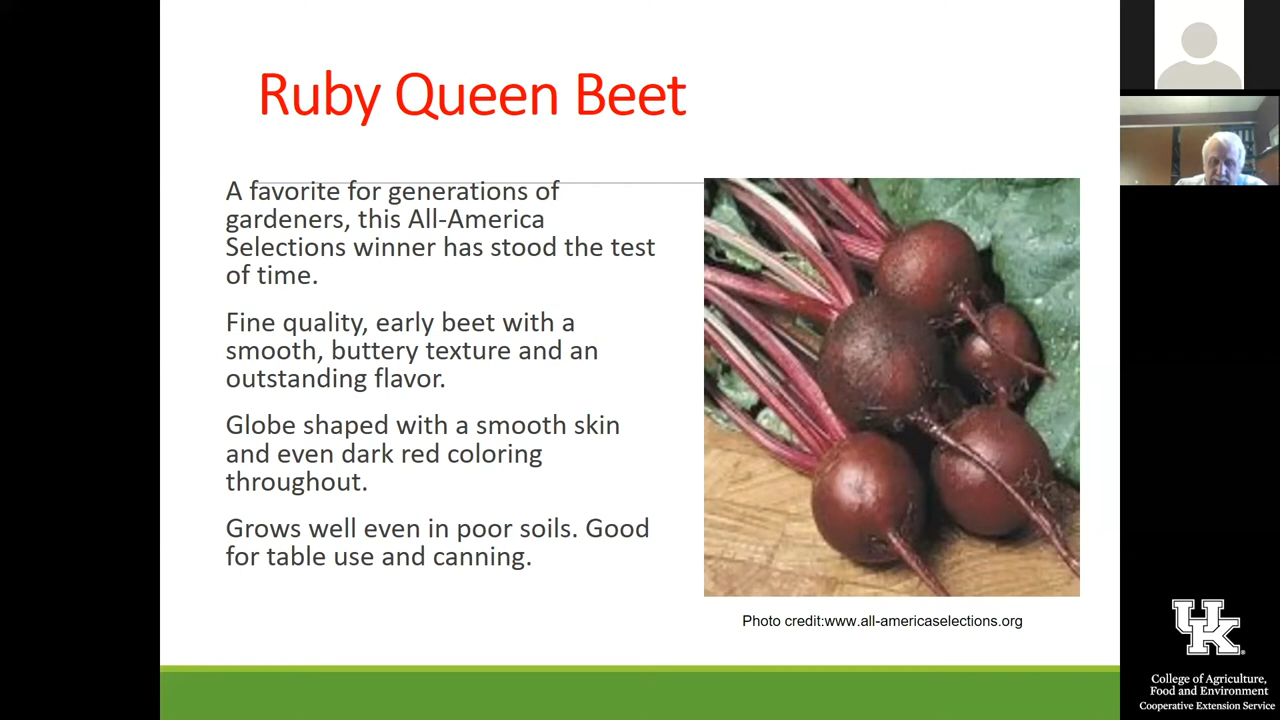 Ruby Queen Beet
A favorite for generations of
gardeners, this All-America
Selections winner has stood the test
of time.
Fine quality, early beet with a
smooth, buttery texture and an
outstanding flavor.
Globe shaped with a smooth skin
and even dark red coloring
throughout.
Grows well even in poor soils. Good
for table use and canning.
Photo credit:www.all-americaselections.org
UK
College of Agriculture,
Food and Environment
Cooperative Extension Service